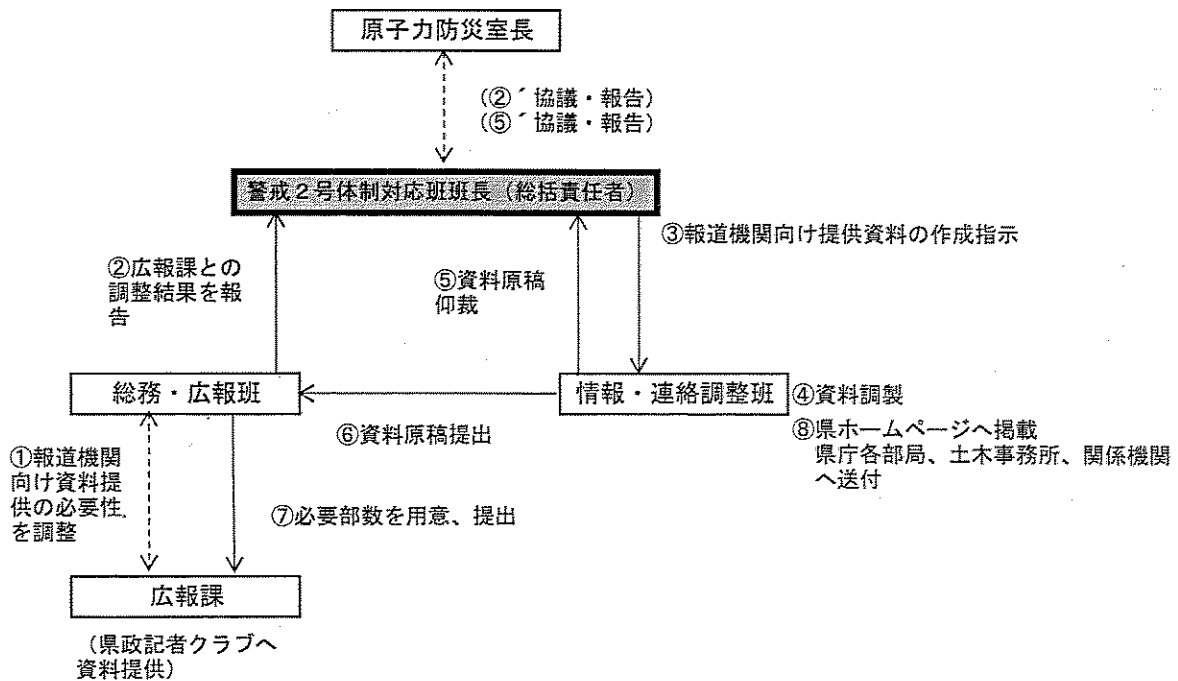 原子力防災室長
（②´協議・報告）
（⑤´協議・報告）
警戒２号体制対応班班長（総括責任者）
③報道機関向け提供資料の作成指示
②広報課との
調整結果を報
告
⑤資料原稿
仰裁
総務・広報班
情報・連絡調整班
④資料調製
⑥資料原稿提出
⑧県ホームページへ掲載
県庁各部局、土木事務所、関係機関
へ送付
①報道機関
向け資料提
供の必要性
を調整
⑦必要部数を用意、提出
広報課
（県政記者クラブへ
資料提供）